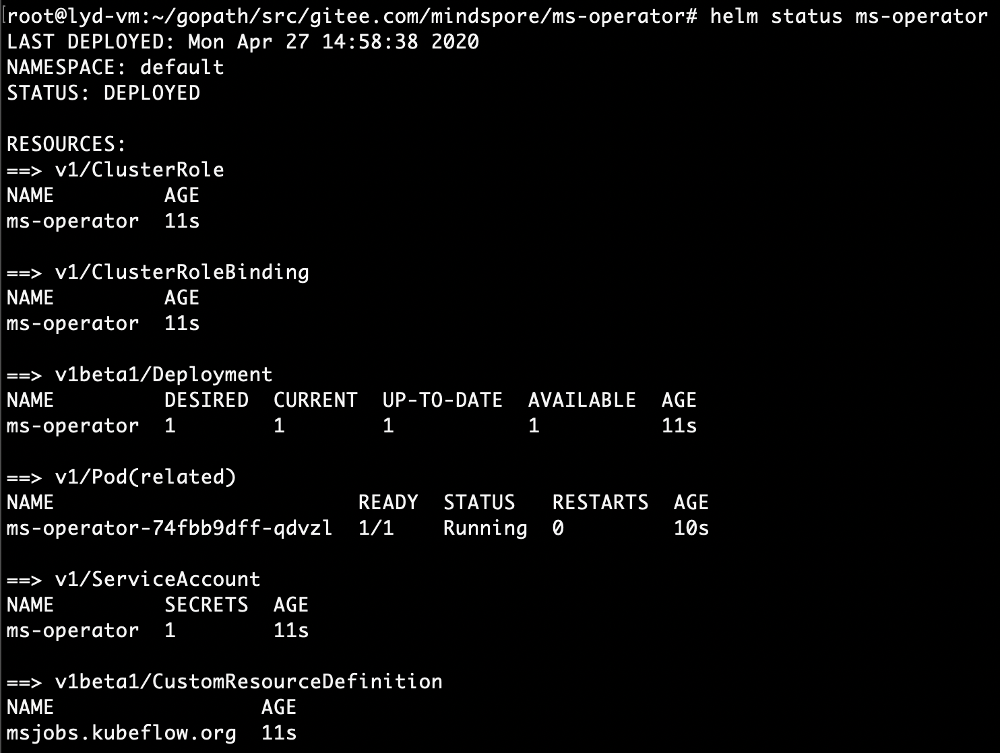 root@lyd-vm:~/gopath/src/gitee.com/mindspore/ms-operator# helm status ms-operator
LAST DEPLOYED: Mon Apr 27 14:58:38 2020
NAMESPACE: default
STATUS: DEPLOYED
RESOURCES:
==> v1/ClusterRole
NAME         AGE
ms-operator  11s
==> v1/ClusterRoleBinding
NAME         AGE
ms-operator  11s
==> v1beta1/Deployment
NAME         DESIRED  CURRENT  UP-TO-DATE  AVAILABLE  AGE
ms-operator  1        1        1           1          11s
==> v1/Pod(related)
NAME                         READY  STATUS   RESTARTS  AGE
ms-operator-74fbb9dff-qdvzl  1/1    Running  0         10s
==> v1/ServiceAccount
NAME         SECRETS  AGE
ms-operator  1        11s
==> v1beta1/CustomResourceDefinition
NAME                 AGE
msjobs.kubeflow.org  11s